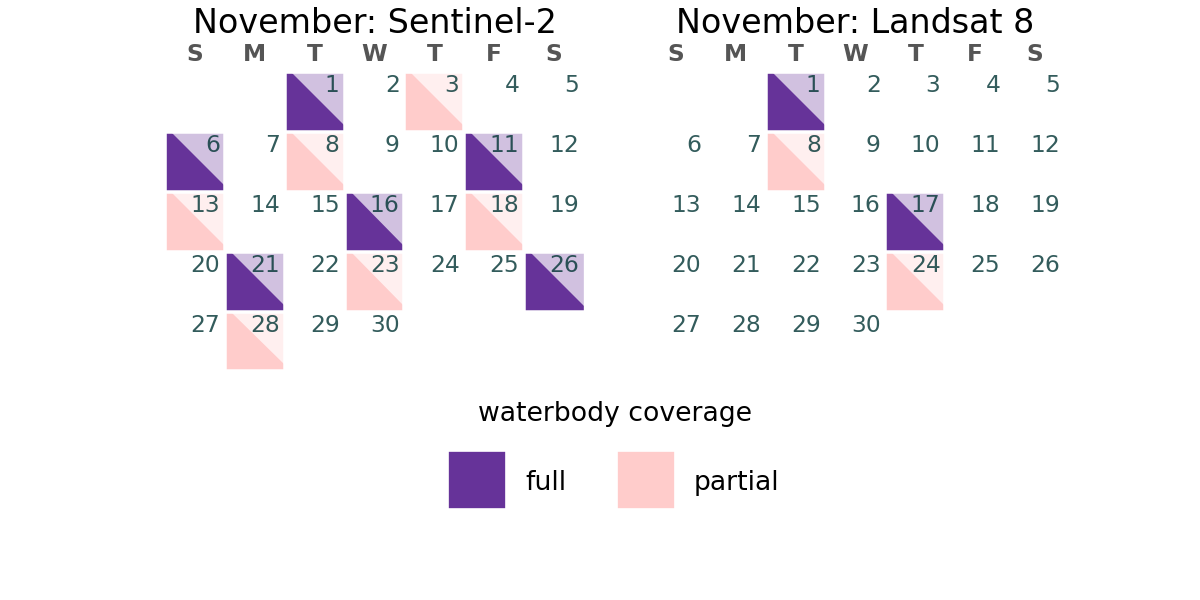 November: Sentinel-2
S M T W T F S
1 2 3 4 5
6 7 8 9 10 11 12
13 14 15 16 17 18 19
20 21 22 23 24 25 26
27 28 29 30
November: Landsat 8
S M T W T F S
1 2 3 4 5
6 7 8 9 10 11 12
13 14 15 16 17 18 19
20 21 22 23 24 25 26
27 28 29 30
waterbody coverage
full
partial